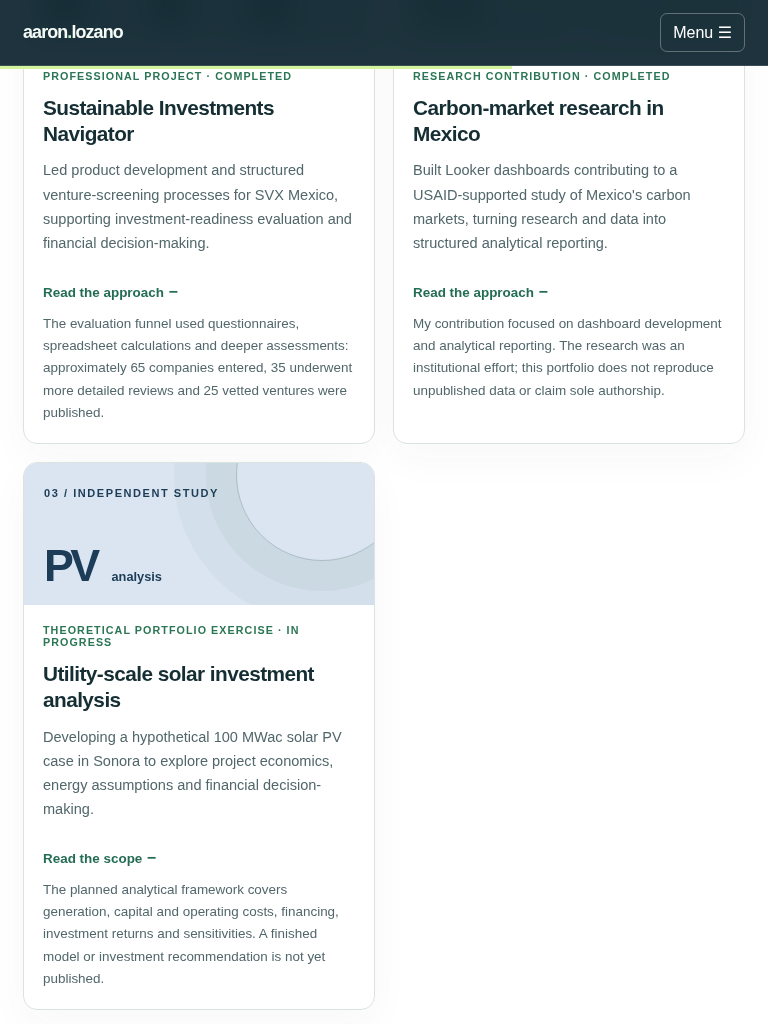 aaron.lozano
Menu ☰
PROFESSIONAL PROJECT · COMPLETED
Sustainable Investments
Navigator
Led product development and structured
venture-screening processes for SVX Mexico,
supporting investment-readiness evaluation and
financial decision-making.
Read the approach −
The evaluation funnel used questionnaires,
spreadsheet calculations and deeper assessments:
approximately 65 companies entered, 35 underwent
more detailed reviews and 25 vetted ventures were
published.
RESEARCH CONTRIBUTION · COMPLETED
Carbon-market research in
Mexico
Built Looker dashboards contributing to a
USAID-supported study of Mexico's carbon
markets, turning research and data into
structured analytical reporting.
Read the approach −
My contribution focused on dashboard development
and analytical reporting. The research was an
institutional effort; this portfolio does not reproduce
unpublished data or claim sole authorship.
03 / INDEPENDENT STUDY
PV analysis
THEORETICAL PORTFOLIO EXERCISE · IN
PROGRESS
Utility-scale solar investment
analysis
Developing a hypothetical 100 MWac solar PV
case in Sonora to explore project economics,
energy assumptions and financial decision-
making.
Read the scope −
The planned analytical framework covers
generation, capital and operating costs, financing,
investment returns and sensitivities. A finished
model or investment recommendation is not yet
published.